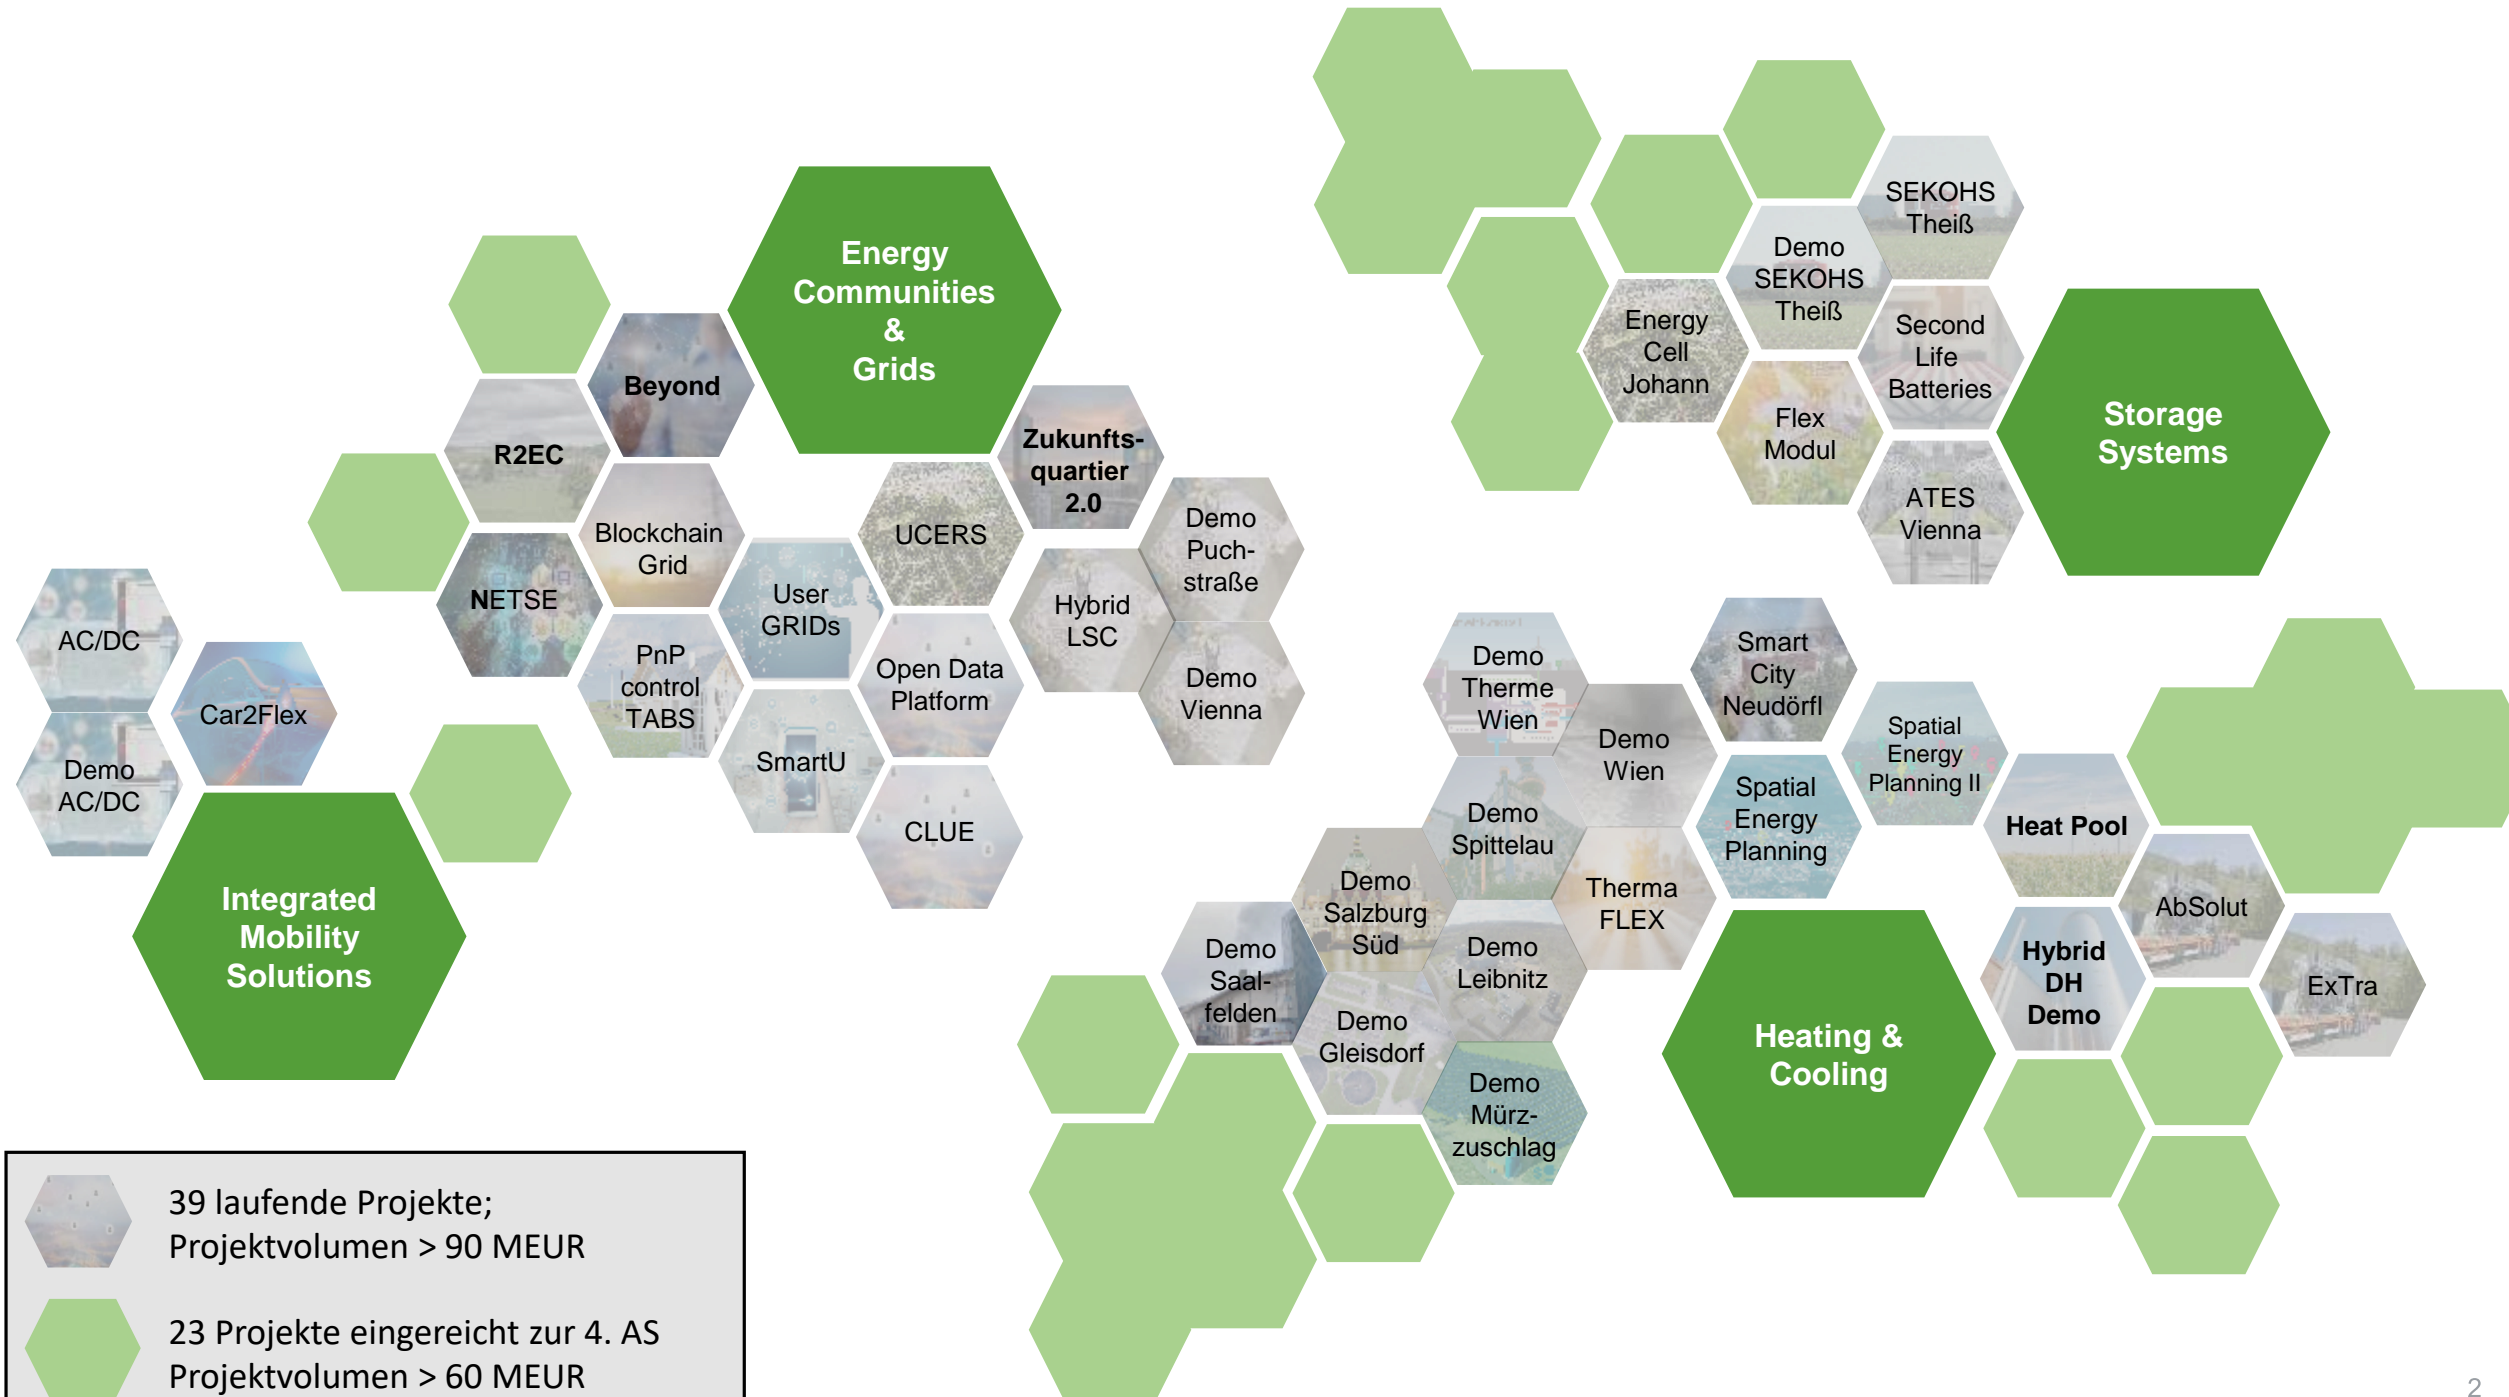 Energy
Communities
&
Grids
Beyond
R2EC
Blockchain
Grid
NETSE
PnP
control
TABS
User
GRIDs
SmartU
UCERS
Open Data
Platform
CLUE
Zukunfts-
quartier
2.0
Hybrid
LSC
Demo
Puch-
straße
Demo
Vienna
AC/DC
Demo
AC/DC
Car2Flex
Integrated
Mobility
Solutions
SEKOHS
Theiß
Demo
SEKOHS
Theiß
Energy
Cell
Johann
Second
Life
Batteries
Flex
Modul
ATES
Vienna
Storage
Systems
Demo
Therme
Wien
Demo
Wien
Smart
City
Neudörfl
Spatial
Energy
Planning
Spatial
Energy
Planning II
Heat Pool
AbSolut
ExTra
Hybrid
DH
Demo
Demo
Spittelau
Therma
FLEX
Demo
Salzburg
Süd
Demo
Leibnitz
Demo
Saal-
felden
Demo
Gleisdorf
Demo
Mürz-
zuschlag
Heating &
Cooling
39 laufende Projekte;
Projektvolumen > 90 MEUR
23 Projekte eingereicht zur 4. AS
Projektvolumen > 60 MEUR
2